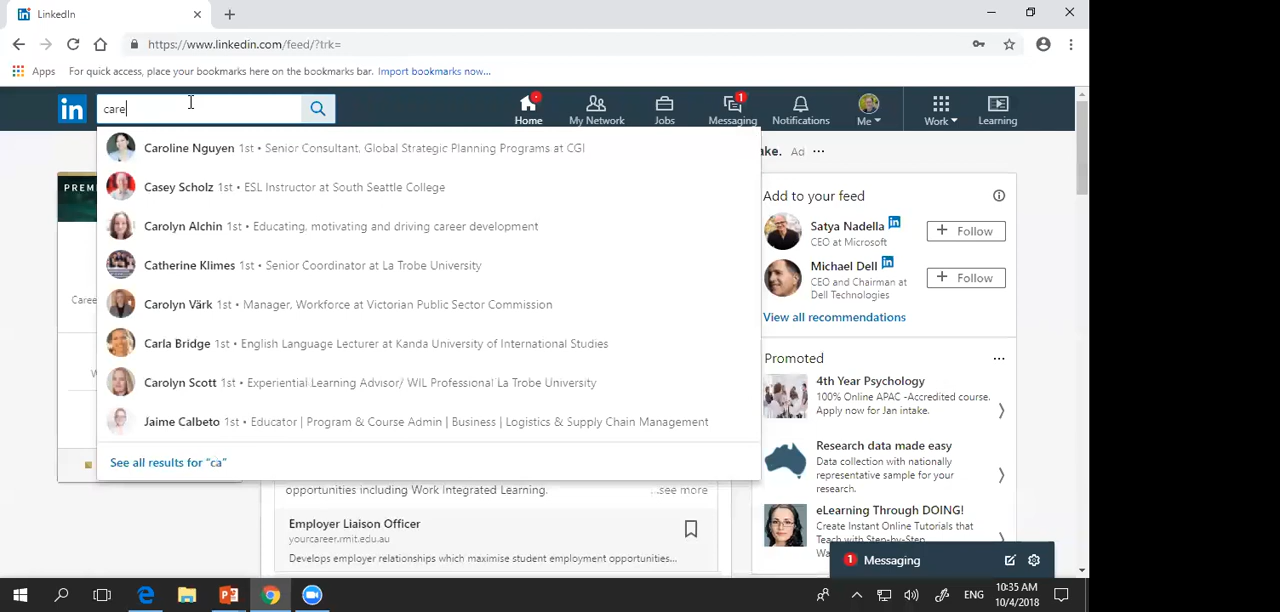 LinkedIn
https://www.linkedin.com/feed/?trk=
Apps For quick access, place your bookmarks here on the bookmarks bar. Import bookmarks now...
in
care
Home
My Network
Jobs
1
Messaging
Notifications
Me
Work
Learning
Caroline Nguyen 1st • Senior Consultant, Global Strategic Planning Programs at CGI
Casey Scholz 1st • ESL Instructor at South Seattle College
Carolyn Alchin 1st • Educating, motivating and driving career development
Catherine Klimes 1st • Senior Coordinator at La Trobe University
Carolyn Värk 1st • Manager, Workforce at Victorian Public Sector Commission
Carla Bridge 1st • English Language Lecturer at Kanda University of International Studies
Carolyn Scott 1st • Experiential Learning Advisor/ WIL Professional La Trobe University
Jaime Calbeto 1st • Educator | Program & Course Admin | Business | Logistics & Supply Chain Management
See all results for "ca"
PREM
Caree
W
opportunities including Work Integrated Learning.
...see more
Employer Liaison Officer
yourcareer.rmit.edu.au
Develops employer relationships which maximise student employment opportunities...
ake. Ad ...
Add to your feed
Satya Nadella in
CEO at Microsoft
+ Follow
Michael Dell in
CEO and Chairman at
Dell Technologies
+ Follow
View all recommendations
Promoted ...
4th Year Psychology
100% Online APAC -Accredited course.
Apply now for Jan intake.
Research data made easy
Data collection with nationally
representative sample for your
research.
eLearning Through DOING!
Create Instant Online Tutorials that
Teach with Step-by-Step
Wa
1 Messaging
ENG
10:35 AM
10/4/2018